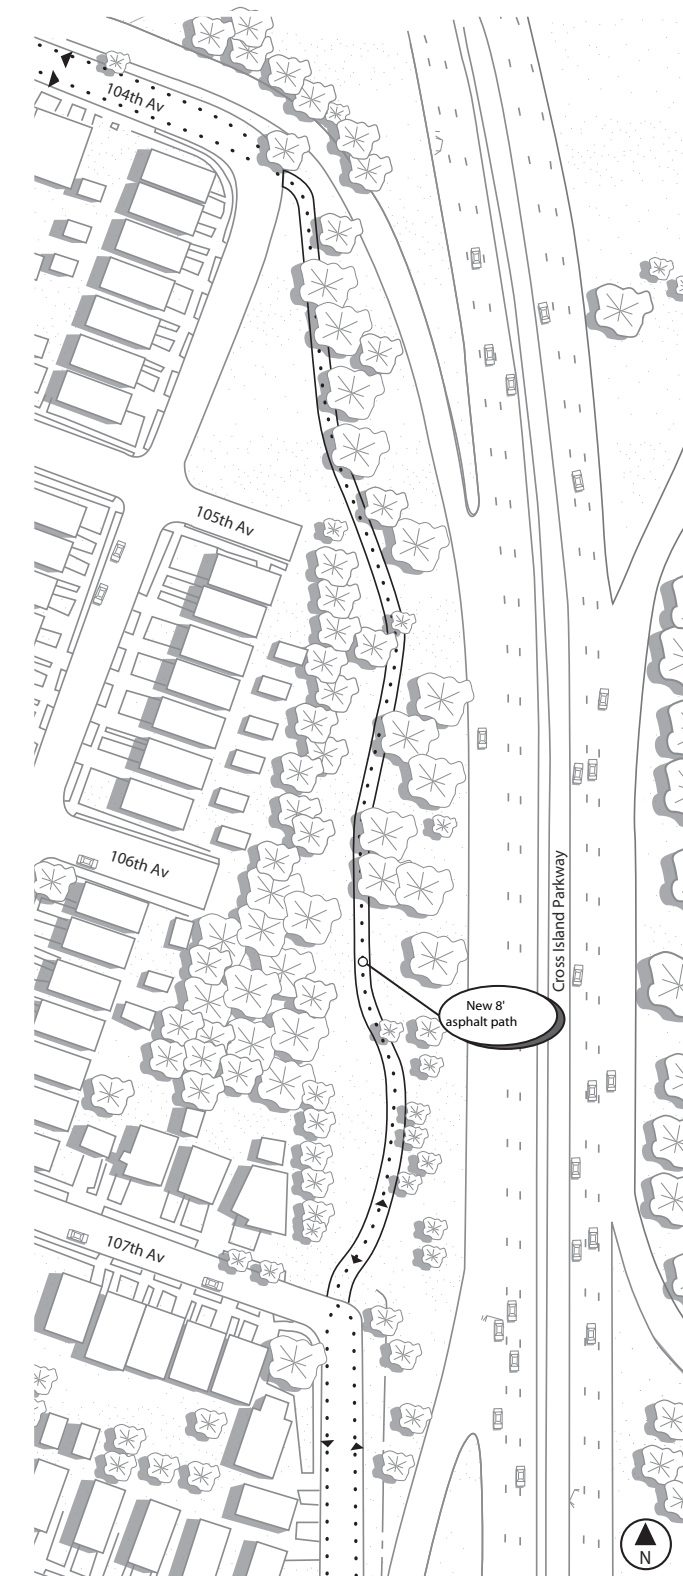 104th Av
105th Av
106th Av
Cross Island Parkway
New 8'
asphalt path
107th Av
N